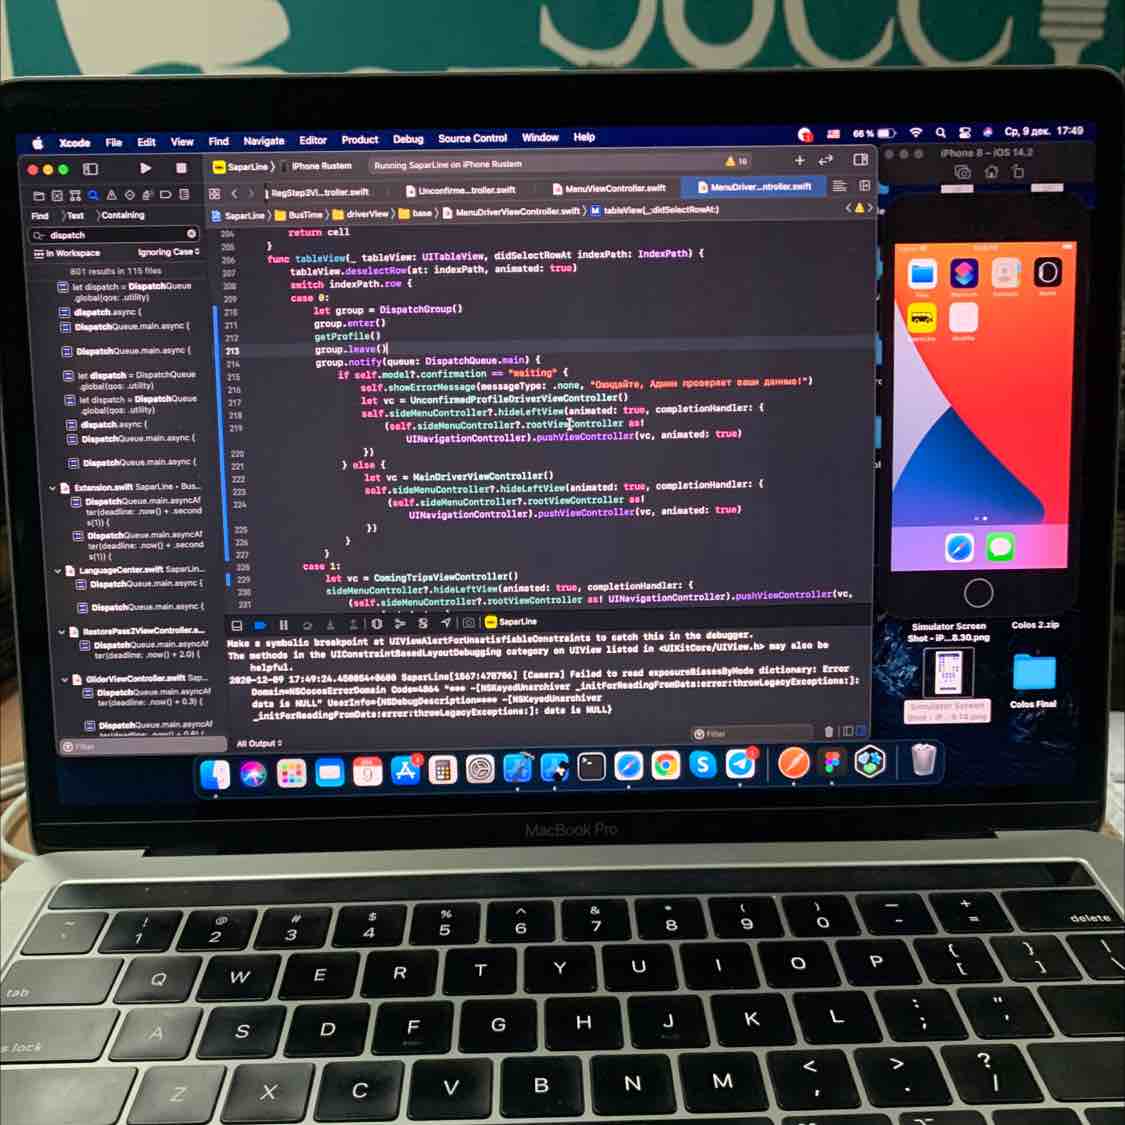 Xcode File Edit View Find Navigate Editor Product Debug Source Control Window Help
66 % Ср, 9 дек. 17:49
SaparLine iPhone Rustem
Running SaparLine on iPhone Rustem
iPhone 8 – iOS 14.2
RegStep2Vi...troller.swift Unconfirme...troller.swift MenuViewController.swift MenuDriver...ntroller.swift
Find Text Containing
SaparLine BusTime driverView base MenuDriverViewController.swift M tableView(_:didSelectRowAt:)
dispatch
In Workspace Ignoring Case
801 results in 115 files
let dispatch = DispatchQueue
.global(qos: .utility)
dispatch.async {
DispatchQueue.main.async {
DispatchQueue.main.async {
let dispatch = DispatchQueue
.global(qos: .utility)
let dispatch = DispatchQueue
.global(qos: .utility)
dispatch.async {
DispatchQueue.main.async {
DispatchQueue.main.async {
Extension.swift SaparLine • Bus...
DispatchQueue.main.asyncAf
ter(deadline: .now() + .second
s(1)) {
DispatchQueue.main.asyncAf
ter(deadline: .now() + .secon
ds(1)) {
LanguageCenter.swift SaparLin...
DispatchQueue.main.async {
DispatchQueue.main.async {
RestorePass2ViewController.s...
DispatchQueue.main.asyncAf
ter(deadline: .now() + 2.0) {
GliderViewController.swift Sap...
DispatchQueue.main.asyncAf
ter(deadline: .now() + 0.3) {
DispatchQueue.main.asyncAf
Filter
204 return cell
205 }
206 func tableView(_ tableView: UITableView, didSelectRowAt indexPath: IndexPath) {
207 tableView.deselectRow(at: indexPath, animated: true)
208 switch indexPath.row {
209 case 0:
210 let group = DispatchGroup()
211 group.enter()
212 getProfile()
213 group.leave()
214 group.notify(queue: DispatchQueue.main) {
215 if self.model?.confirmation == "waiting" {
216 self.showErrorMessage(messageType: .none, "Ожидайте, Админ проверяет ваши данные!")
217 let vc = UnconfirmedProfileDriverViewController()
218 self.sideMenuController?.hideLeftView(animated: true, completionHandler: {
219 (self.sideMenuController?.rootViewController as!
UINavigationController).pushViewController(vc, animated: true)
220 })
221 } else {
222 let vc = MainDriverViewController()
223 self.sideMenuController?.hideLeftView(animated: true, completionHandler: {
224 (self.sideMenuController?.rootViewController as!
UINavigationController).pushViewController(vc, animated: true)
225 })
226 }
227 }
228 case 1:
229 let vc = ComingTripsViewController()
230 sideMenuController?.hideLeftView(animated: true, completionHandler: {
231 (self.sideMenuController?.rootViewController as! UINavigationController).pushViewController(vc,
SaparLine
Make a symbolic breakpoint at UIViewAlertForUnsatisfiableConstraints to catch this in the debugger.
The methods in the UIConstraintBasedLayoutDebugging category on UIView listed in <UIKitCore/UIView.h> may also be
helpful.
2020-12-09 17:49:24.450054+0600 SaparLine[1567:478706] [Camera] Failed to read exposureBiasesByMode dictionary: Error
Domain=NSCocoaErrorDomain Code=4864 "*** -[NSKeyedUnarchiver _initForReadingFromData:error:throwLegacyExceptions:]:
data is NULL" UserInfo={NSDebugDescription=*** -[NSKeyedUnarchiver
_initForReadingFromData:error:throwLegacyExceptions:]: data is NULL}
All Output
Filter
Simulator Screen
Shot - iP...8.30.png
Colos 2.zip
Simulator Screen
Colos Final
MacBook Pro
~ ! 1 @ 2 # 3 $ 4 % 5 ^ 6 & 7 * 8 ( 9 ) 0 — - + = delete
tab Q W E R T Y U I O P { [ } ] \
s lock A S D F G H J K L : ; " '
Z X C V B N M < , > . ? /